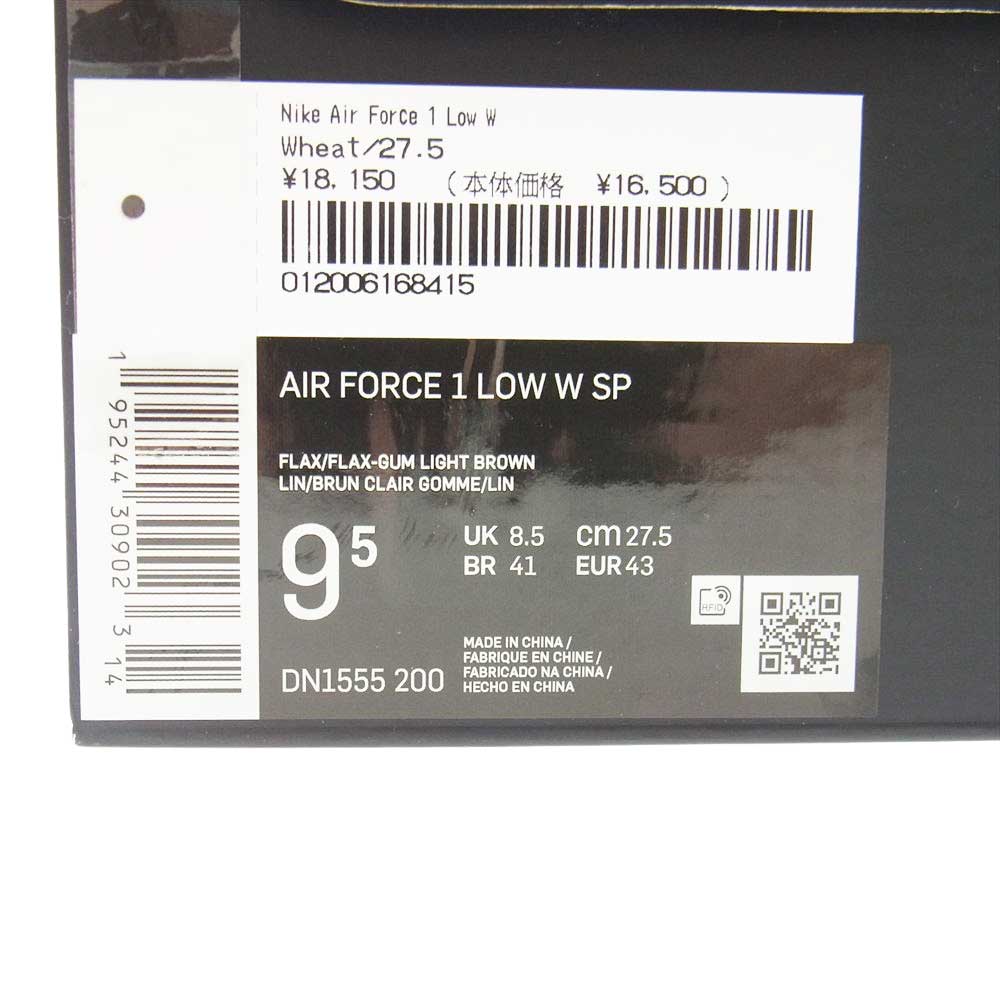 Nike Air Force 1 Low W
Wheat/27.5
¥18,150 (本体価格 ¥16,500)
012006168415
AIR FORCE 1 LOW W SP
FLAX/FLAX-GUM LIGHT BROWN
LIN/BRUN CLAIR GOMME/LIN
9 5
UK 8.5 cm 27.5
BR 41 EUR 43
RFID
MADE IN CHINA /
FABRIQUE EN CHINE /
FABRICADO NA CHINA /
HECHO EN CHINA
DN1555 200
1 95244 30902 3 14